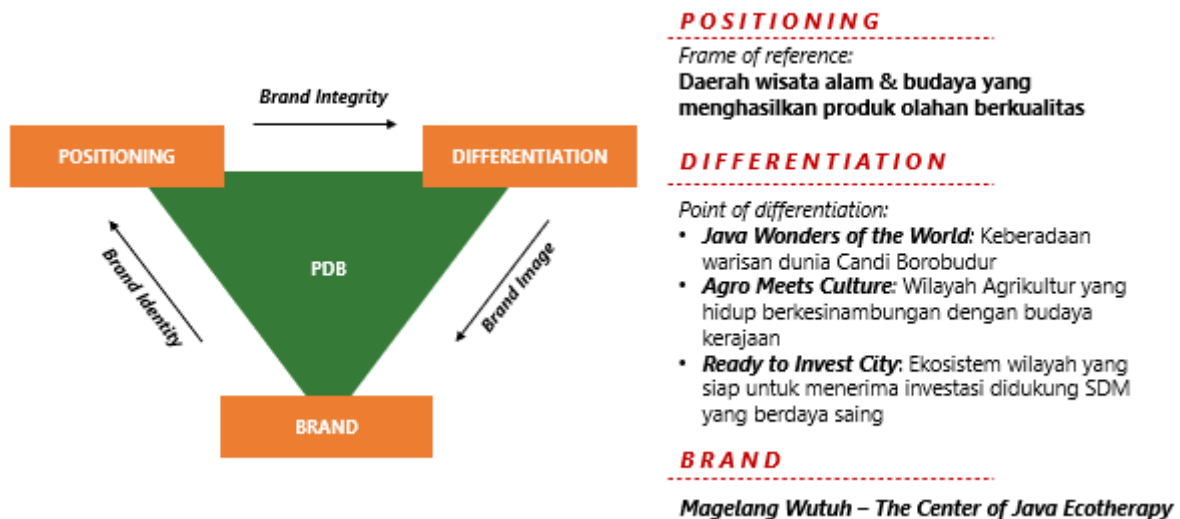 Brand Integrity
POSITIONING
DIFFERENTIATION
PDB
Brand Identity
Brand Image
BRAND
POSITIONING
Frame of reference:
Daerah wisata alam & budaya yang
menghasilkan produk olahan berkualitas
DIFFERENTIATION
Point of differentiation:
• Java Wonders of the World: Keberadaan
warisan dunia Candi Borobudur
• Agro Meets Culture: Wilayah Agrikultur yang
hidup berkesinambungan dengan budaya
kerajaan
• Ready to Invest City: Ekosistem wilayah yang
siap untuk menerima investasi didukung SDM
yang berdaya saing
BRAND
Magelang Wutuh – The Center of Java Ecotherapy